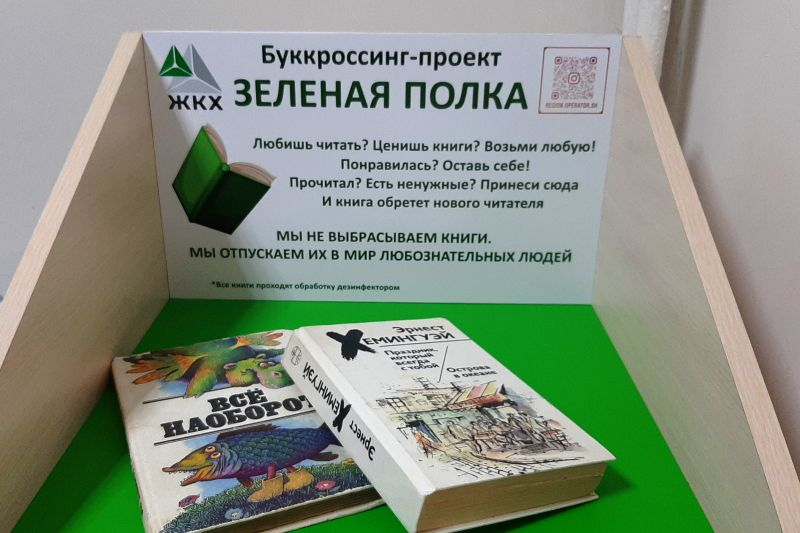 Буккроссинг-проект
ЖКХ
ЗЕЛЕНАЯ ПОЛКА
REGION.OPERATOR.BK
Любишь читать? Ценишь книги? Возьми любую!
Понравилась? Оставь себе!
Прочитал? Есть ненужные? Принеси сюда
И книга обретет нового читателя
МЫ НЕ ВЫБРАСЫВАЕМ КНИГИ.
МЫ ОТПУСКАЕМ ИХ В МИР ЛЮБОЗНАТЕЛЬНЫХ ЛЮДЕЙ
*Все книги проходят обработку дезинфектором
ВСЁ
НАОБОРОТ
Эрнест
ХЕМИНГУЭЙ
Праздник,
который
всегда
с тобой
Острова
в океане
Эрнест
ХЕМИНГУЭЙ